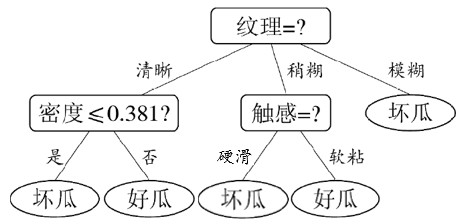 纹理=?
清晰 稍糊 模糊
密度≤0.381? 触感=? 坏瓜
是 否 硬滑 软粘
坏瓜 好瓜 坏瓜 好瓜